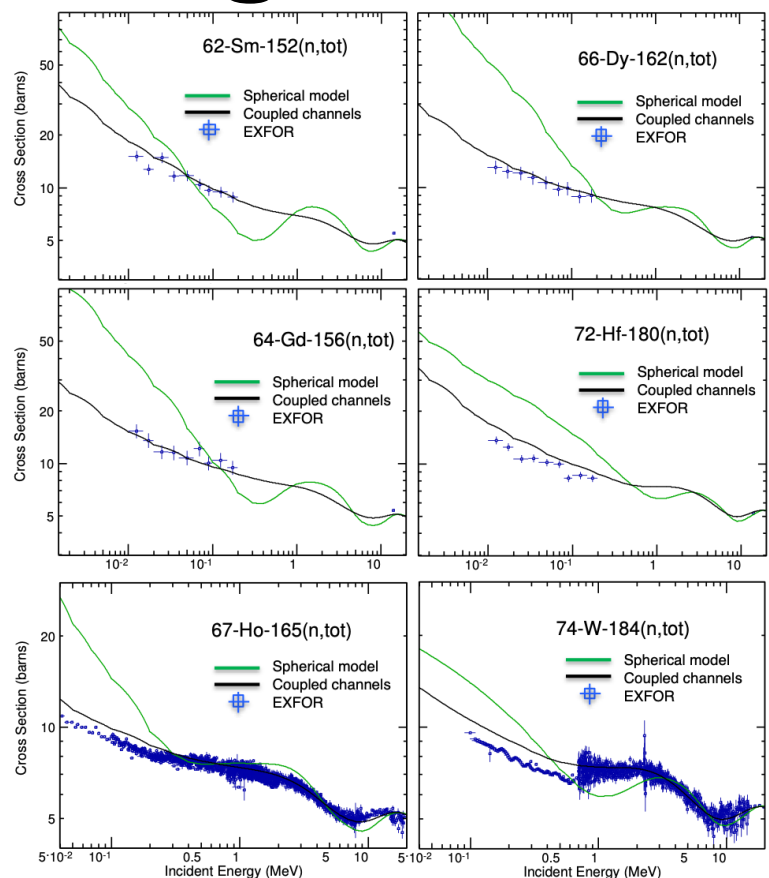 62-Sm-152(n,tot)
Spherical model
Coupled channels
EXFOR
Cross Section (barns)
50
20
10
5
66-Dy-162(n,tot)
Spherical model
Coupled channels
EXFOR
64-Gd-156(n,tot)
Spherical model
Coupled channels
EXFOR
Cross Section (barns)
50
20
10
5
10-2 10-1 1 10
72-Hf-180(n,tot)
Spherical model
Coupled channels
EXFOR
10-2 10-1 1 10
67-Ho-165(n,tot)
Spherical model
Coupled channels
EXFOR
Cross Section (barns)
20
10
5
5·10-2 10-1 0.5 1 5 10
Incident Energy (MeV)
74-W-184(n,tot)
Spherical model
Coupled channels
EXFOR
5·10-2 10-1 0.5 1 5 10
Incident Energy (MeV)